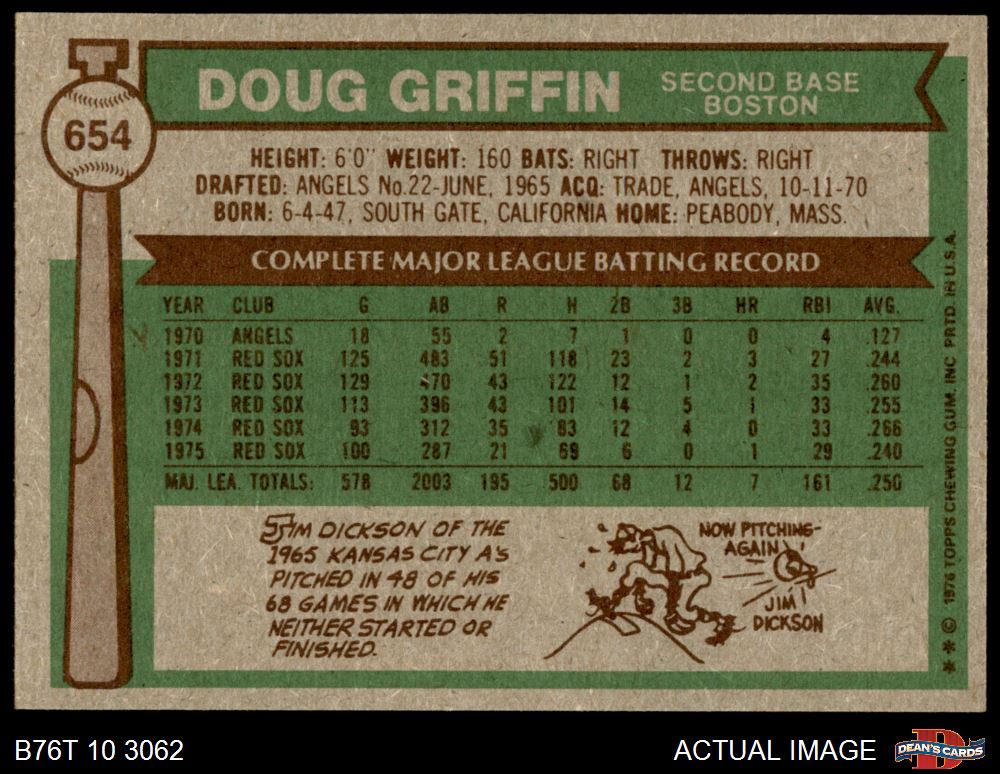 654
DOUG GRIFFIN
SECOND BASE
BOSTON
HEIGHT: 6'0" WEIGHT: 160 BATS: RIGHT THROWS: RIGHT
DRAFTED: ANGELS No.22-JUNE, 1965 ACQ: TRADE, ANGELS, 10-11-70
BORN: 6-4-47, SOUTH GATE, CALIFORNIA HOME: PEABODY, MASS.
COMPLETE MAJOR LEAGUE BATTING RECORD
YEAR CLUB G AB R H 2B 3B HR RBI AVG.
1970 ANGELS 18 55 2 7 1 0 0 4 .127
1971 RED SOX 125 483 51 118 23 2 3 27 .244
1972 RED SOX 129 470 43 122 12 1 2 35 .260
1973 RED SOX 113 396 43 101 14 5 1 33 .255
1974 RED SOX 93 312 35 83 12 4 0 33 .266
1975 RED SOX 100 287 21 69 6 0 1 29 .240
MAJ. LEA. TOTALS: 578 2003 195 500 68 12 7 161 .250
JIM DICKSON OF THE
1965 KANSAS CITY A'S
PITCHED IN 48 OF HIS
68 GAMES IN WHICH HE
NEITHER STARTED OR
FINISHED.
NOW PITCHING-
AGAIN
JIM
DICKSON
** © 1976 TOPPS CHEWING GUM, INC PRTD IN U.S.A.
B76T 10 3062
ACTUAL IMAGE
D
DEAN'S CARDS